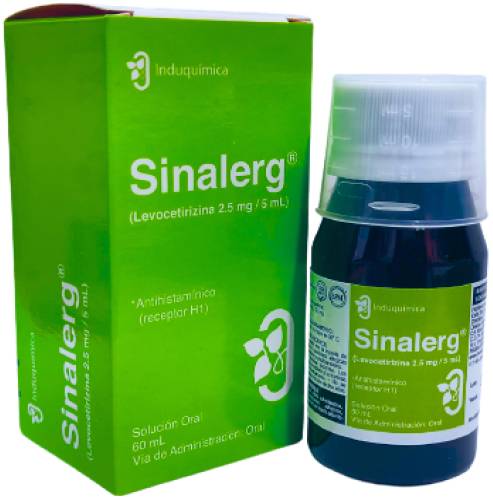 Induquímica
Sinalerg®
(Levocetirizina 2.5 mg / 5 mL)
*Antihistamínico
(receptor H1)
Solución Oral
60 mL
Vía de Administración: Oral
Sinalerg®
(Levocetirizina 2.5 mg / 5 mL)
Induquímica
Induquímica
Sinalerg®
(Levocetirizina 2.5 mg / 5 mL)
*Antihistamínico
(receptor H1)
Solución Oral
60 mL
Vía de Administración: Oral